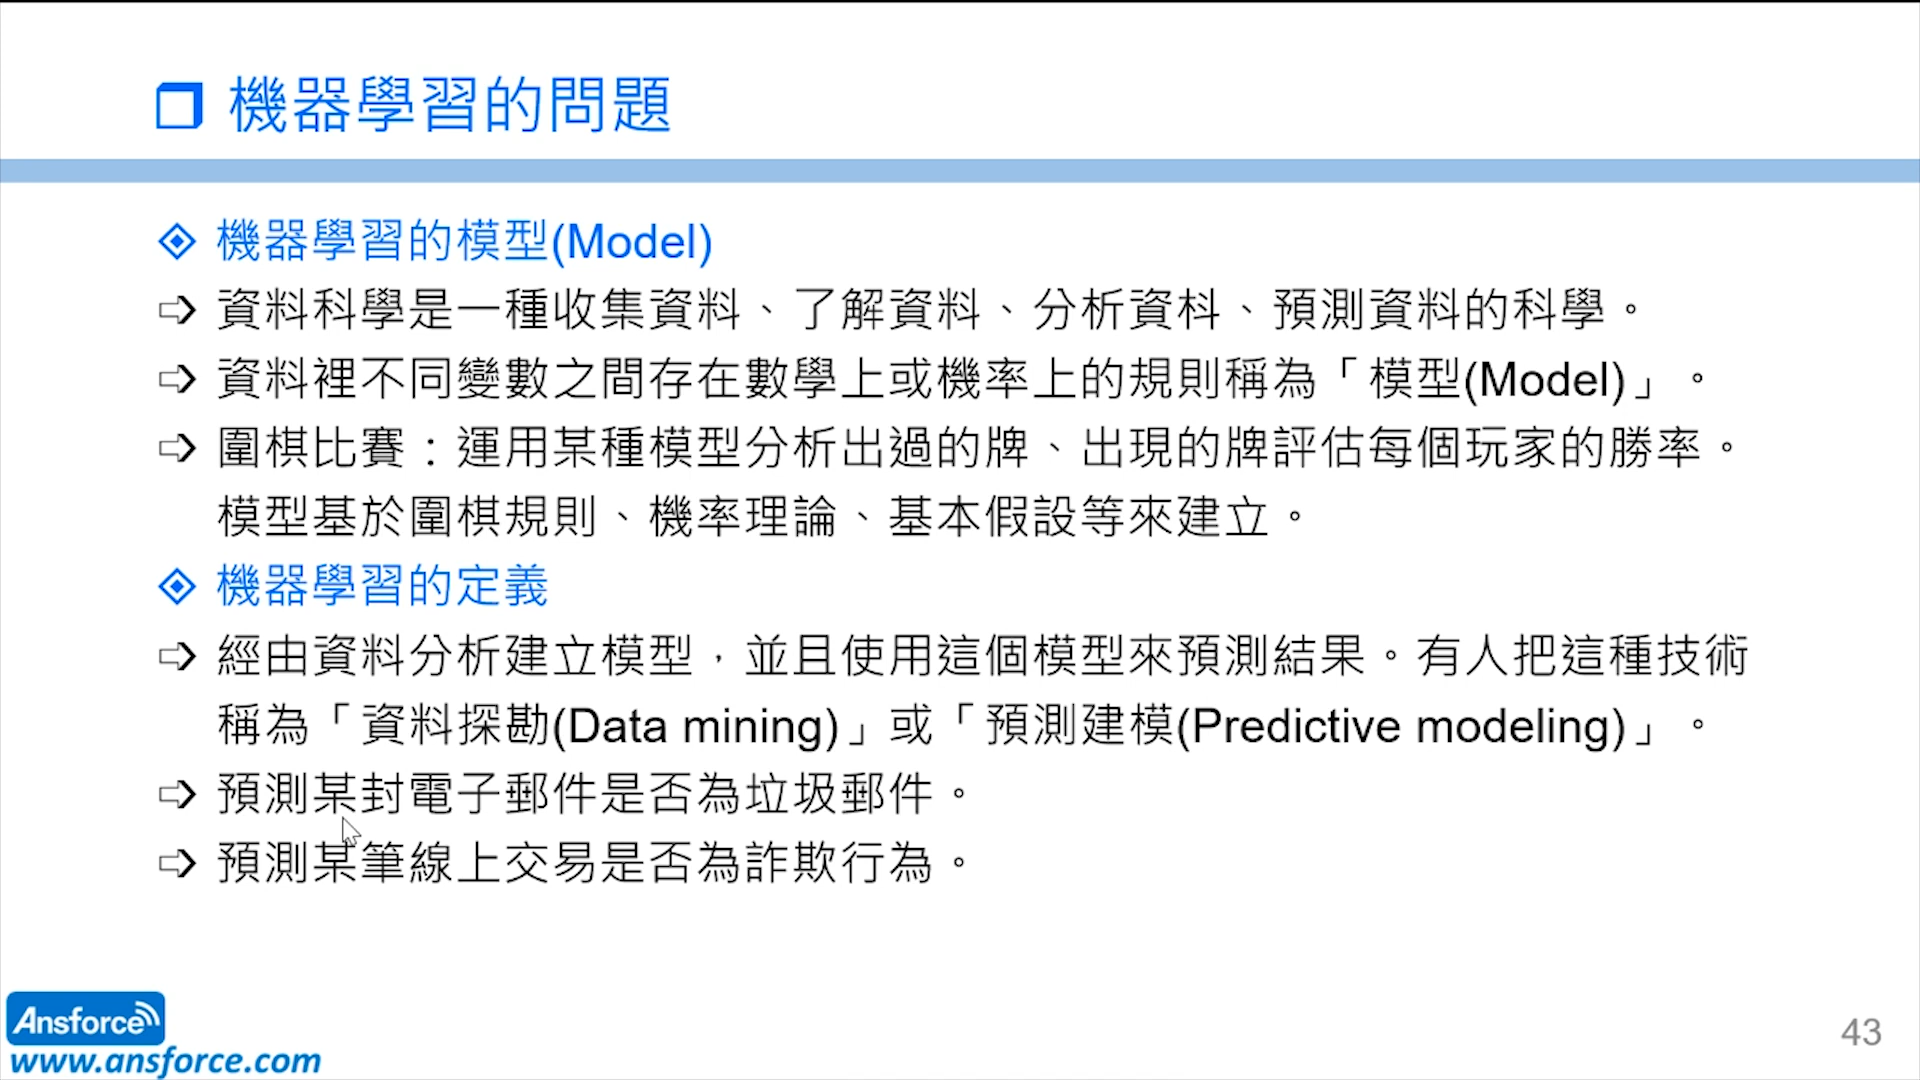 機器學習的問題
機器學習的模型(Model)
資料科學是一種收集資料、了解資料、分析資料、預測資料的科學。
資料裡不同變數之間存在數學上或機率上的規則稱為「模型(Model)」。
圍棋比賽：運用某種模型分析出過的牌、出現的牌評估每個玩家的勝率。
模型基於圍棋規則、機率理論、基本假設等來建立。
機器學習的定義
經由資料分析建立模型，並且使用這個模型來預測結果。有人把這種技術
稱為「資料探勘(Data mining)」或「預測建模(Predictive modeling)」。
預測某封電子郵件是否為垃圾郵件。
預測某筆線上交易是否為詐欺行為。
Ansforce
www.ansforce.com
43